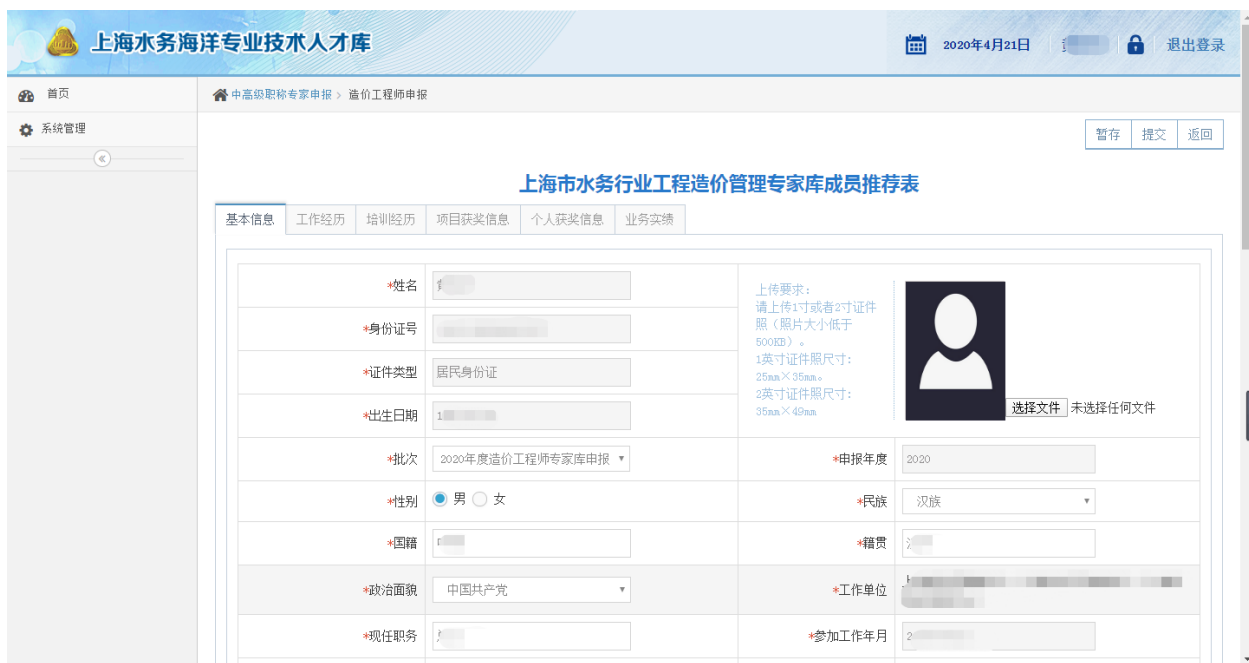 上海水务海洋专业技术人才库
2020年4月21日 退出登录
首页
中高级职称专家申报 > 造价工程师申报
系统管理
暂存 提交 返回
上海市水务行业工程造价管理专家库成员推荐表
基本信息 工作经历 培训经历 项目获奖信息 个人获奖信息 业务实绩
*姓名
上传要求:
请上传1寸或者2寸证件
照（照片大小低于
500KB）。
1英寸证件照尺寸:
25mm×35mm。
2英寸证件照尺寸:
35mm×49mm
选择文件 未选择任何文件
*身份证号
*证件类型 居民身份证
*出生日期 1
*批次 2020年度造价工程师专家库申报 *申报年度 2020
*性别 男 女 *民族 汉族
*国籍 *籍贯
*政治面貌 中国共产党 *工作单位
*现任职务 *参加工作年月 2